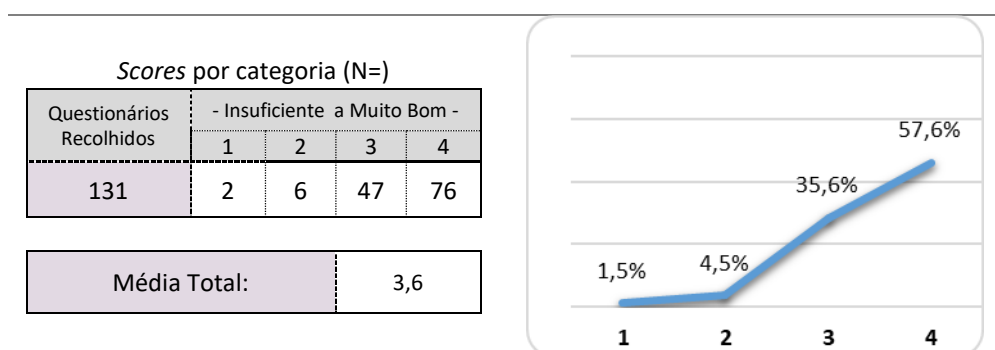 Scores por categoria (N=)
Questionários Recolhidos
- Insuficiente a Muito Bom -
1 2 3 4
131 2 6 47 76
Média Total: 3,6
57,6%
35,6%
4,5%
1,5%
1 2 3 4